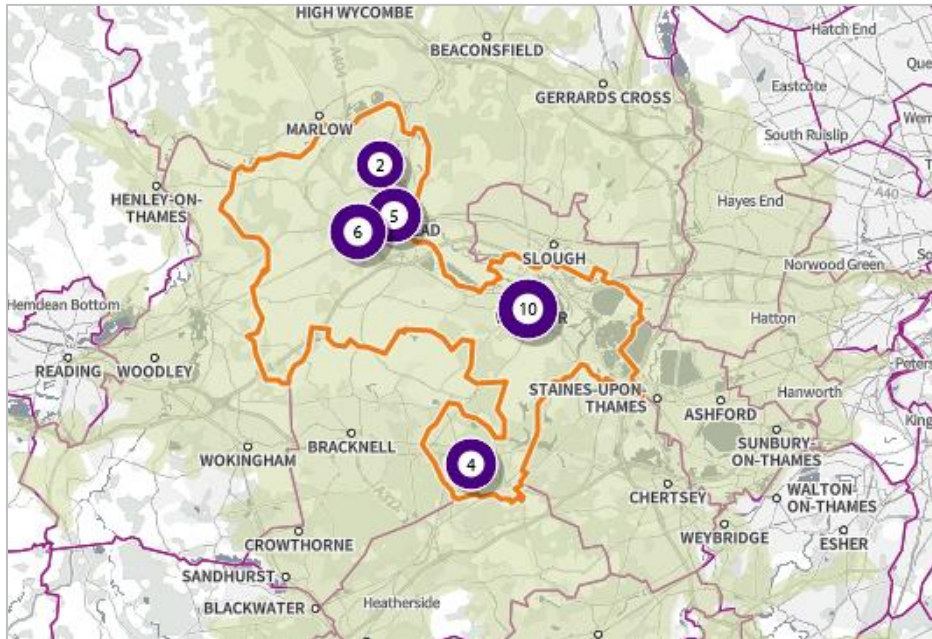 HIGH WYCOMBE
Hatch End
BEACONSFIELD
A404
Eastcote
GERRARDS CROSS
MARLOW
South Ruislip
2
A40
HENLEY-ON-
THAMES
Hayes End
5
6
SLOUGH
Norwood Green
Hemdean Bottom
10
Hatton
READING
WOODLEY
STAINES-UPON-
THAMES
Hanworth
ASHFORD
BRACKNELL
SUNBURY-
ON-THAMES
WOKINGHAM
4
CHERTSEY
WALTON-
ON-THAMES
WEYBRIDGE
ESHER
CROWTHORNE
SANDHURST
BLACKWATER
Heatherside